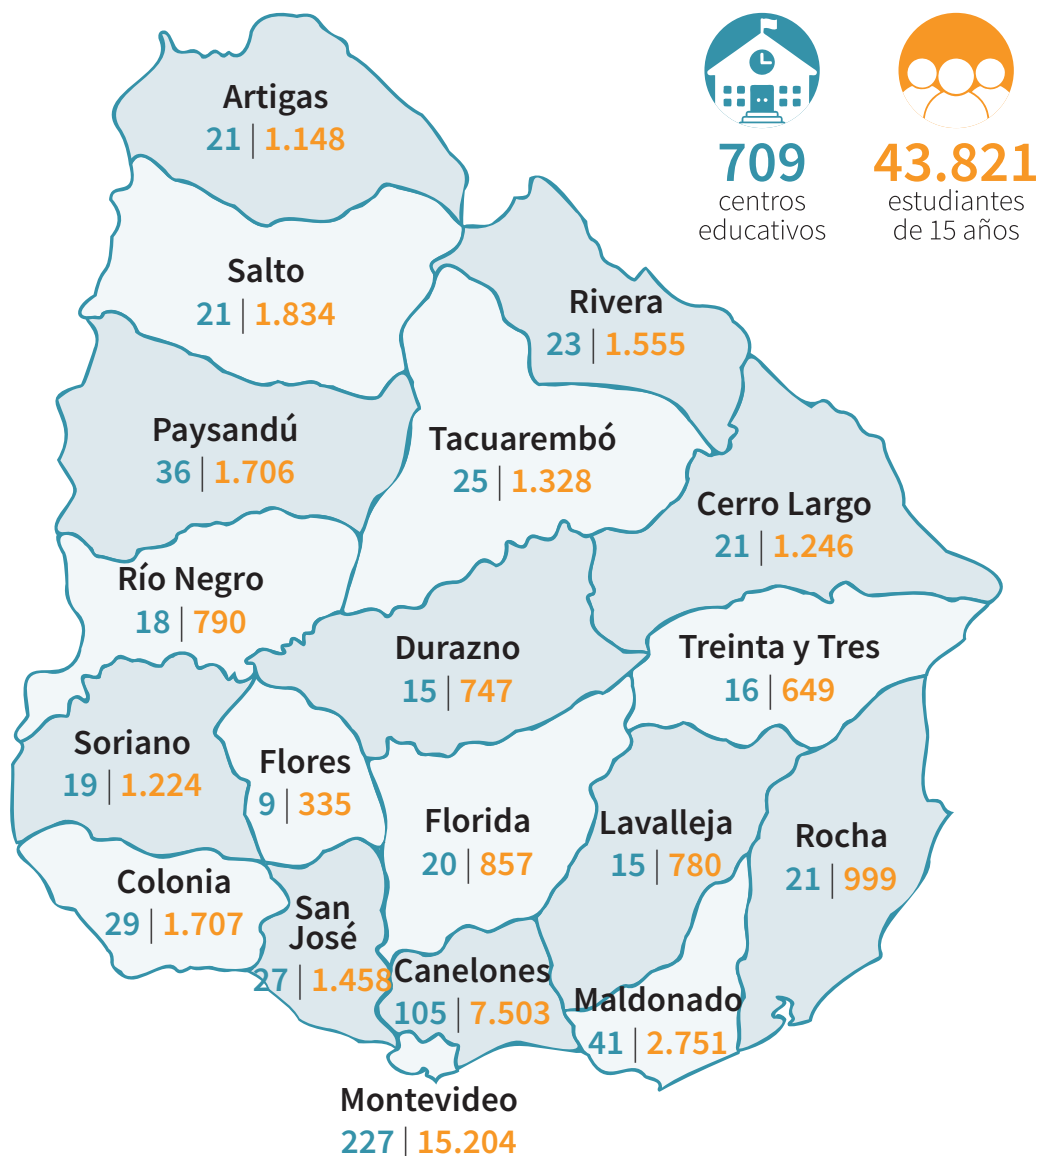 709
centros
educativos
43.821
estudiantes
de 15 años
Artigas
21 | 1.148
Salto
21 | 1.834
Rivera
23 | 1.555
Paysandú
36 | 1.706
Tacuarembó
25 | 1.328
Cerro Largo
21 | 1.246
Río Negro
18 | 790
Durazno
15 | 747
Treinta y Tres
16 | 649
Soriano
19 | 1.224
Flores
9 | 335
Florida
20 | 857
Lavalleja
15 | 780
Rocha
21 | 999
Colonia
29 | 1.707
San
José
27 | 1.458
Canelones
105 | 7.503
Maldonado
41 | 2.751
Montevideo
227 | 15.204